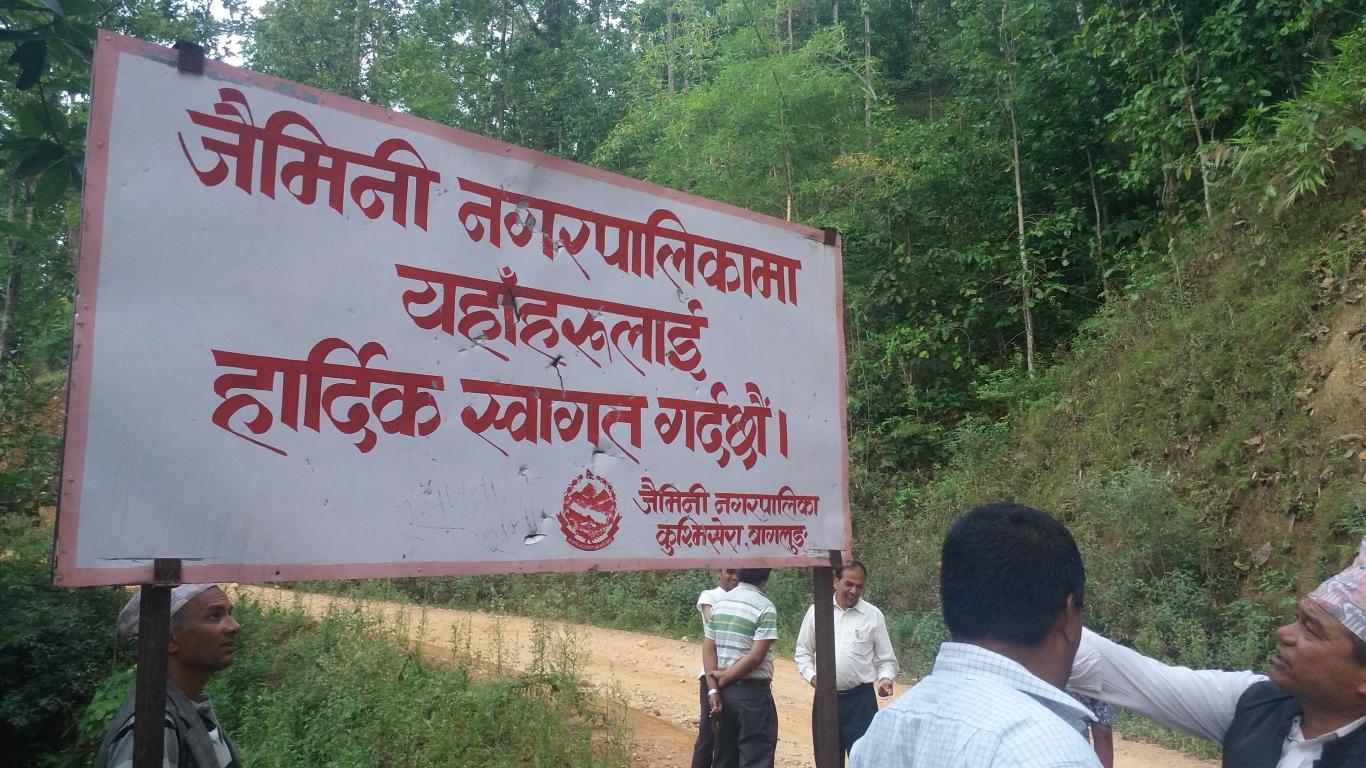 जैमिनी नगरपालिकामा
यहाँहरूलाई
हार्दिक स्वागत गर्दछौं।
जैमिनी नगरपालिका
कुश्मिसेरा, बागलुङ